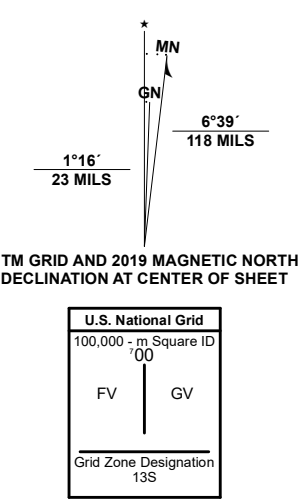 ★
MN
GN
6°39´
118 MILS
1°16´
23 MILS
TM GRID AND 2019 MAGNETIC NORTH
DECLINATION AT CENTER OF SHEET
U.S. National Grid
100,000 - m Square ID
⁷00
FV GV
Grid Zone Designation
13S